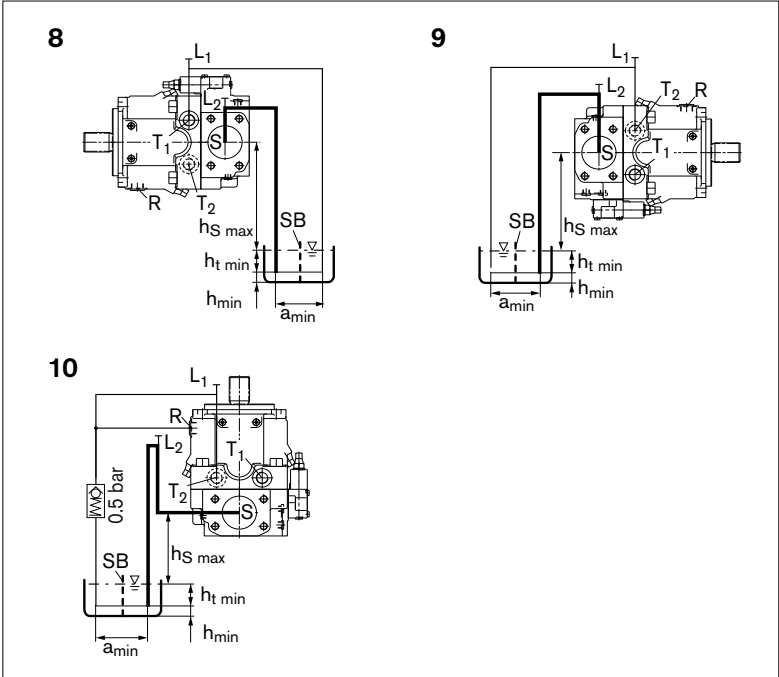 8
L1
L2
S
T1
T2
R
hS max
SB
ht min
hmin
amin
9
L1
L2
T2
R
S
T1
SB
hS max
ht min
hmin
amin
10
L1
R
L2
T1
T2
S
0.5 bar
hS max
SB
ht min
hmin
amin